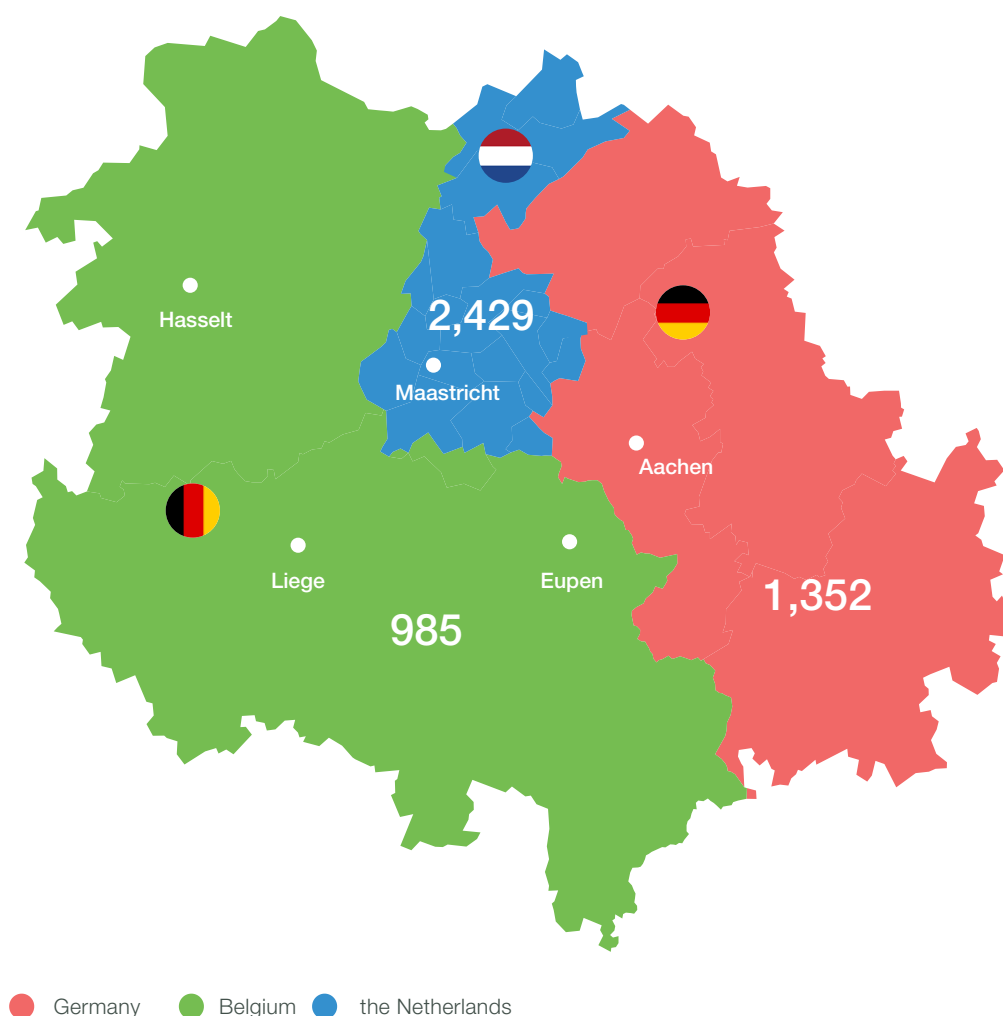 2,429
Hasselt
Maastricht
Aachen
Liege
Eupen
1,352
985
Germany
Belgium
the Netherlands